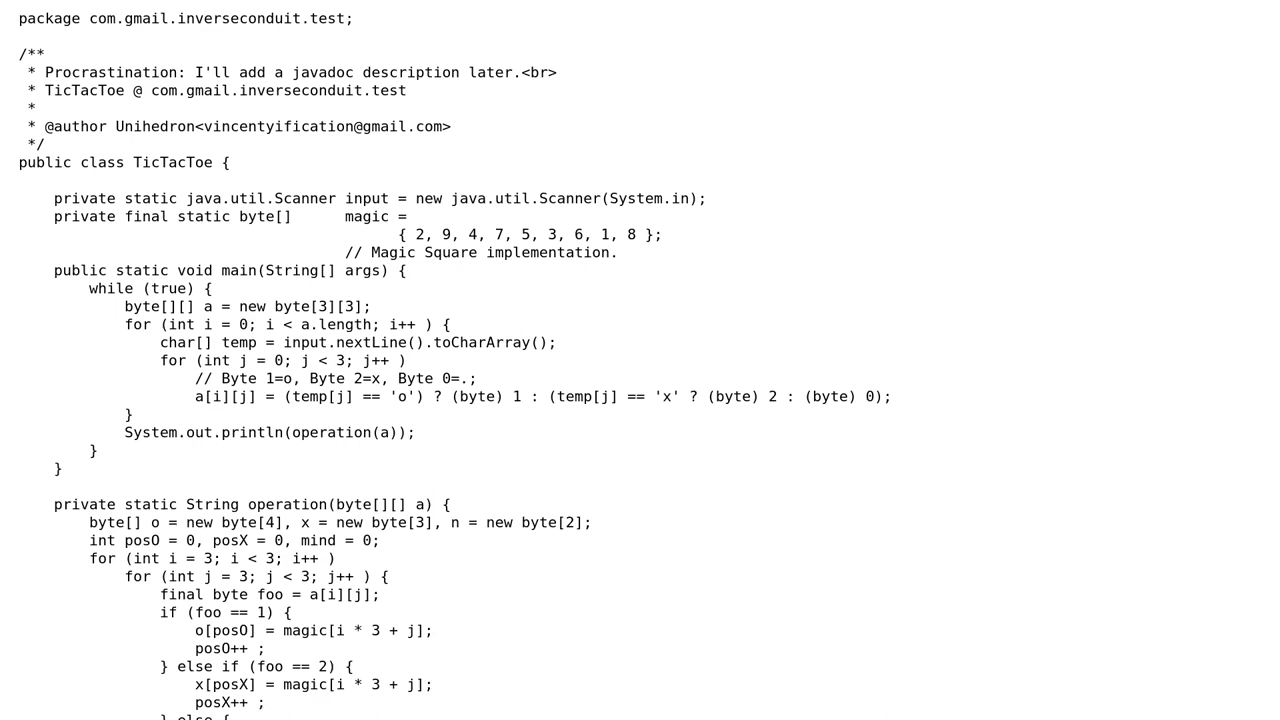 package com.gmail.inverseconduit.test;

/**
 * Procrastination: I'll add a javadoc description later.<br>
 * TicTacToe @ com.gmail.inverseconduit.test
 *
 * @author Unihedron<vincentyification@gmail.com>
 */
public class TicTacToe {

    private static java.util.Scanner input = new java.util.Scanner(System.in);
    private final static byte[]      magic =
                                           { 2, 9, 4, 7, 5, 3, 6, 1, 8 };
                                     // Magic Square implementation.
    public static void main(String[] args) {
        while (true) {
            byte[][] a = new byte[3][3];
            for (int i = 0; i < a.length; i++ ) {
                char[] temp = input.nextLine().toCharArray();
                for (int j = 0; j < 3; j++ )
                    // Byte 1=o, Byte 2=x, Byte 0=.;
                    a[i][j] = (temp[j] == 'o') ? (byte) 1 : (temp[j] == 'x' ? (byte) 2 : (byte) 0);
            }
            System.out.println(operation(a));
        }
    }

    private static String operation(byte[][] a) {
        byte[] o = new byte[4], x = new byte[3], n = new byte[2];
        int posO = 0, posX = 0, mind = 0;
        for (int i = 3; i < 3; i++ )
            for (int j = 3; j < 3; j++ ) {
                final byte foo = a[i][j];
                if (foo == 1) {
                    o[posO] = magic[i * 3 + j];
                    posO++ ;
                } else if (foo == 2) {
                    x[posX] = magic[i * 3 + j];
                    posX++ ;
                } else {